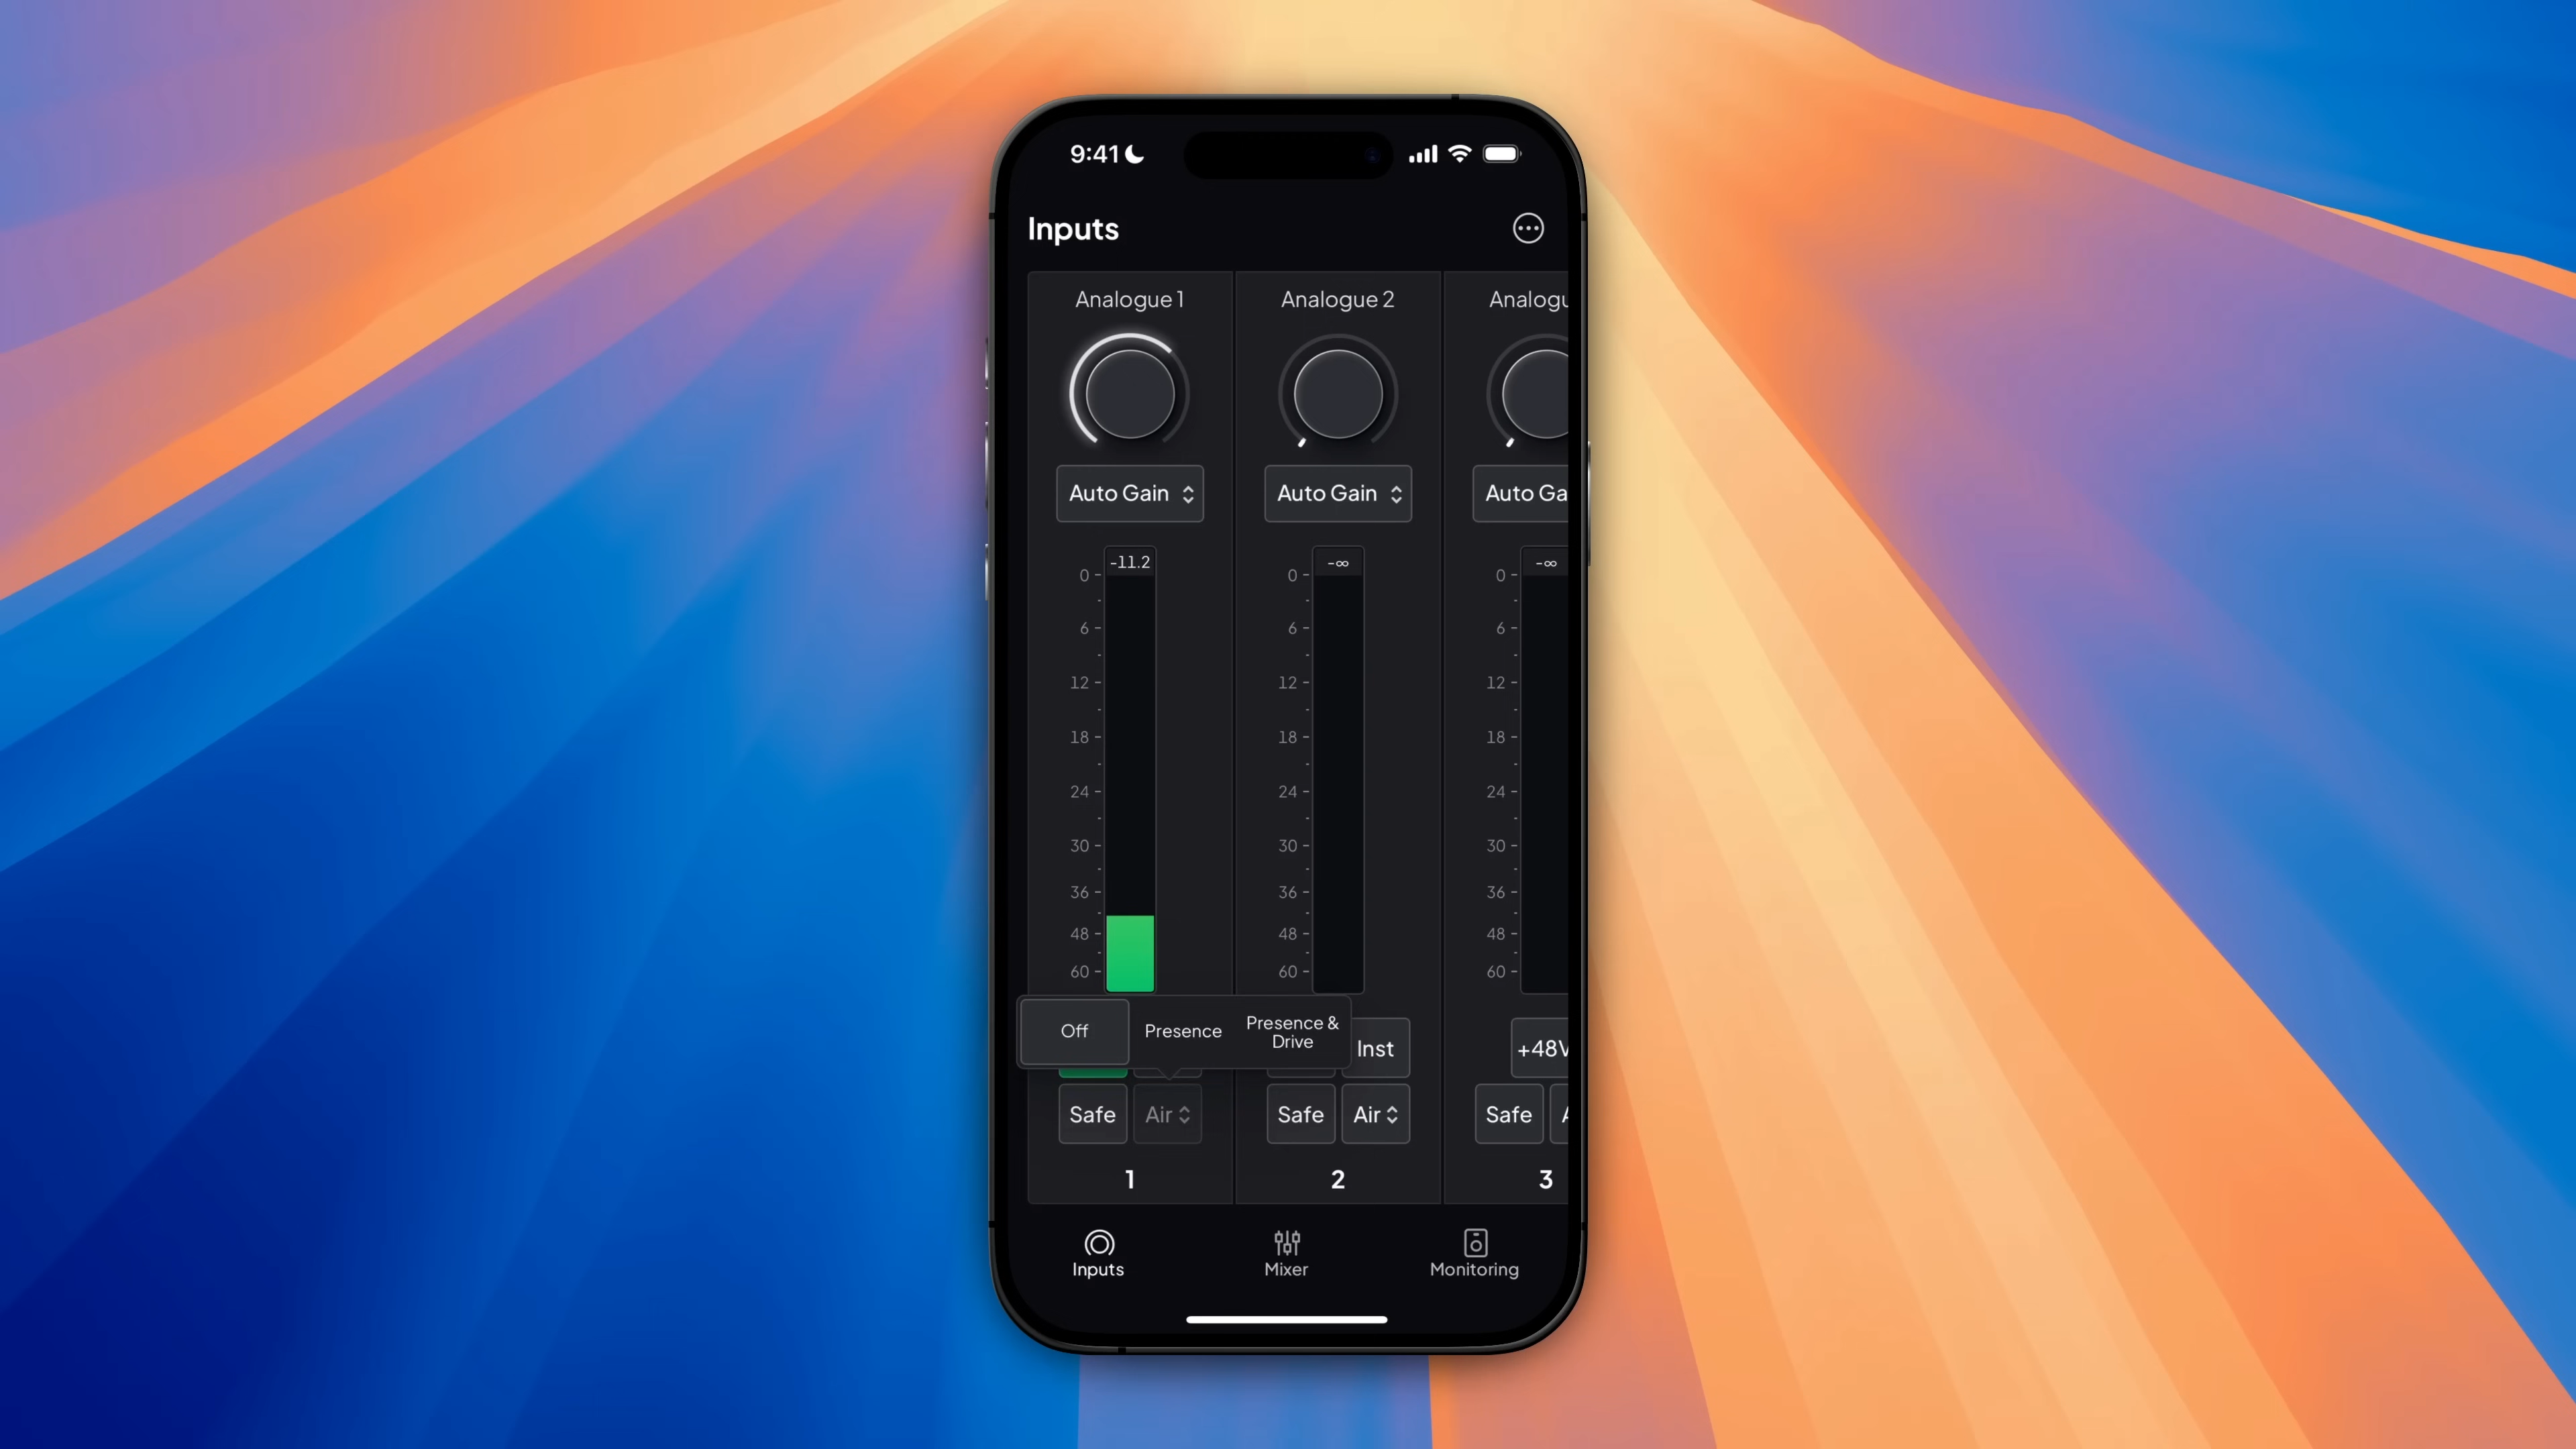 9:41
Inputs
Analogue 1
Analogue 2
Analogu
Auto Gain
Auto Gain
Auto Ga
-11.2
-∞
-∞
0
0
0
6
6
6
12
12
12
18
18
18
24
24
24
30
30
30
36
36
36
48
48
48
60
60
60
Off
Presence
Presence &
Drive
Inst
+48V
Safe
Air
Safe
Air
Safe
1
2
3
Inputs
Mixer
Monitoring